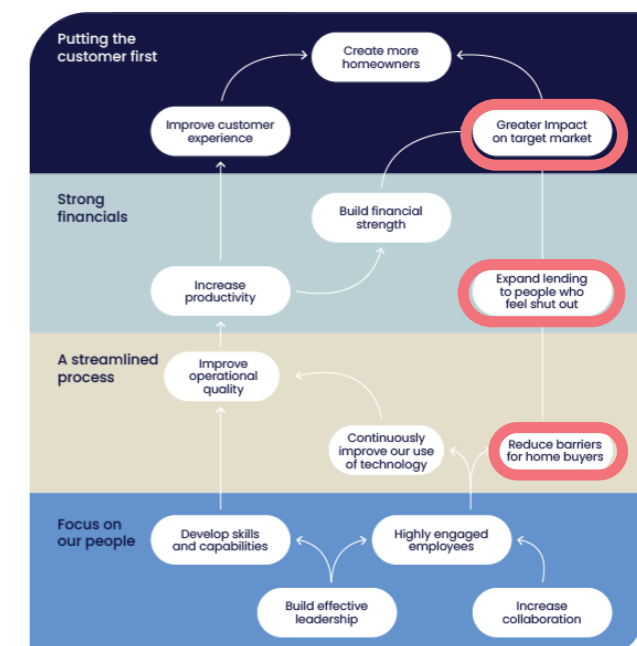 Putting the
customer first
Create more
homeowners
Improve customer
experience
Greater Impact
on target market
Strong
financials
Build financial
strength
Increase
productivity
Expand lending
to people who
feel shut out
A streamlined
process
Improve
operational
quality
Continuously
improve our use
of technology
Reduce barriers
for home buyers
Focus on
our people
Develop skills
and capabilities
Highly engaged
employees
Build effective
leadership
Increase
collaboration